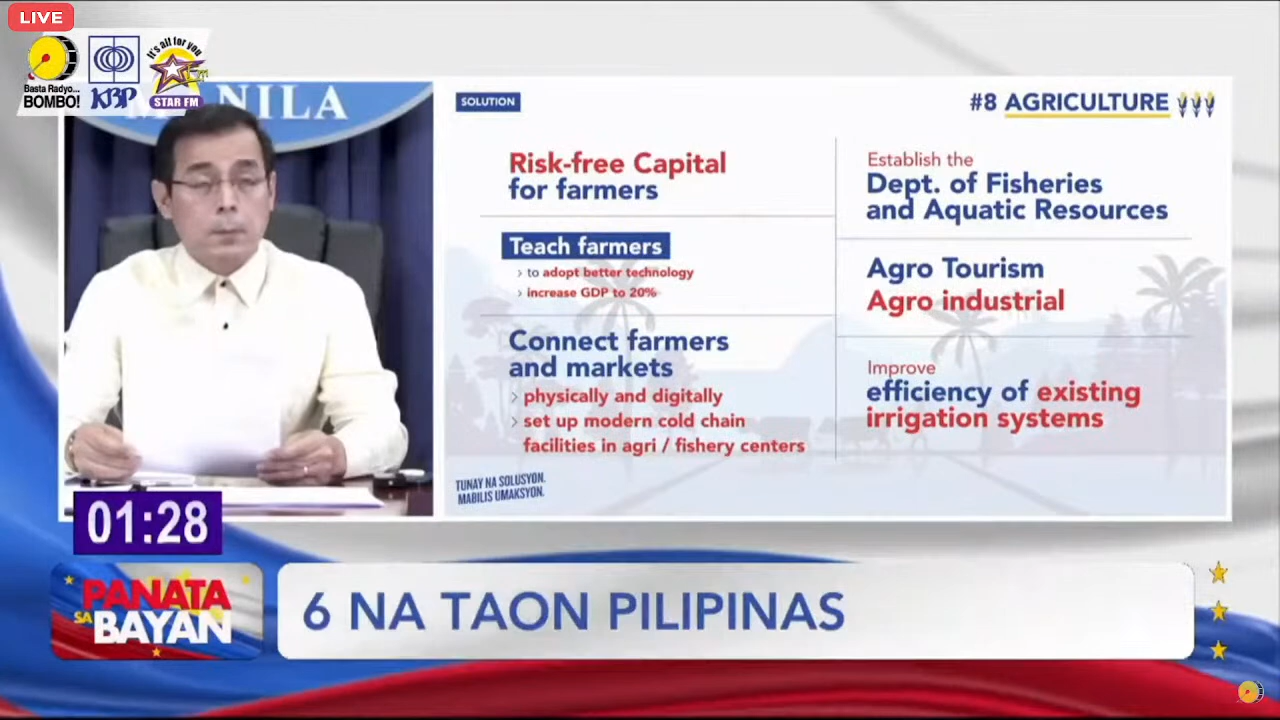 LIVE
Basta Radyo...
BOMBO!
KBP
It's all for you
STAR FM
MANILA
SOLUTION
#8 AGRICULTURE
Risk-free Capital
for farmers
Teach farmers
› to adopt better technology
› increase GDP to 20%
Connect farmers
and markets
› physically and digitally
› set up modern cold chain
facilities in agri / fishery centers
Establish the
Dept. of Fisheries
and Aquatic Resources
Agro Tourism
Agro industrial
Improve
efficiency of existing
irrigation systems
TUNAY NA SOLUSYON.
MABILIS UMAKSYON.
01:28
PANATA
SA BAYAN
6 NA TAON PILIPINAS